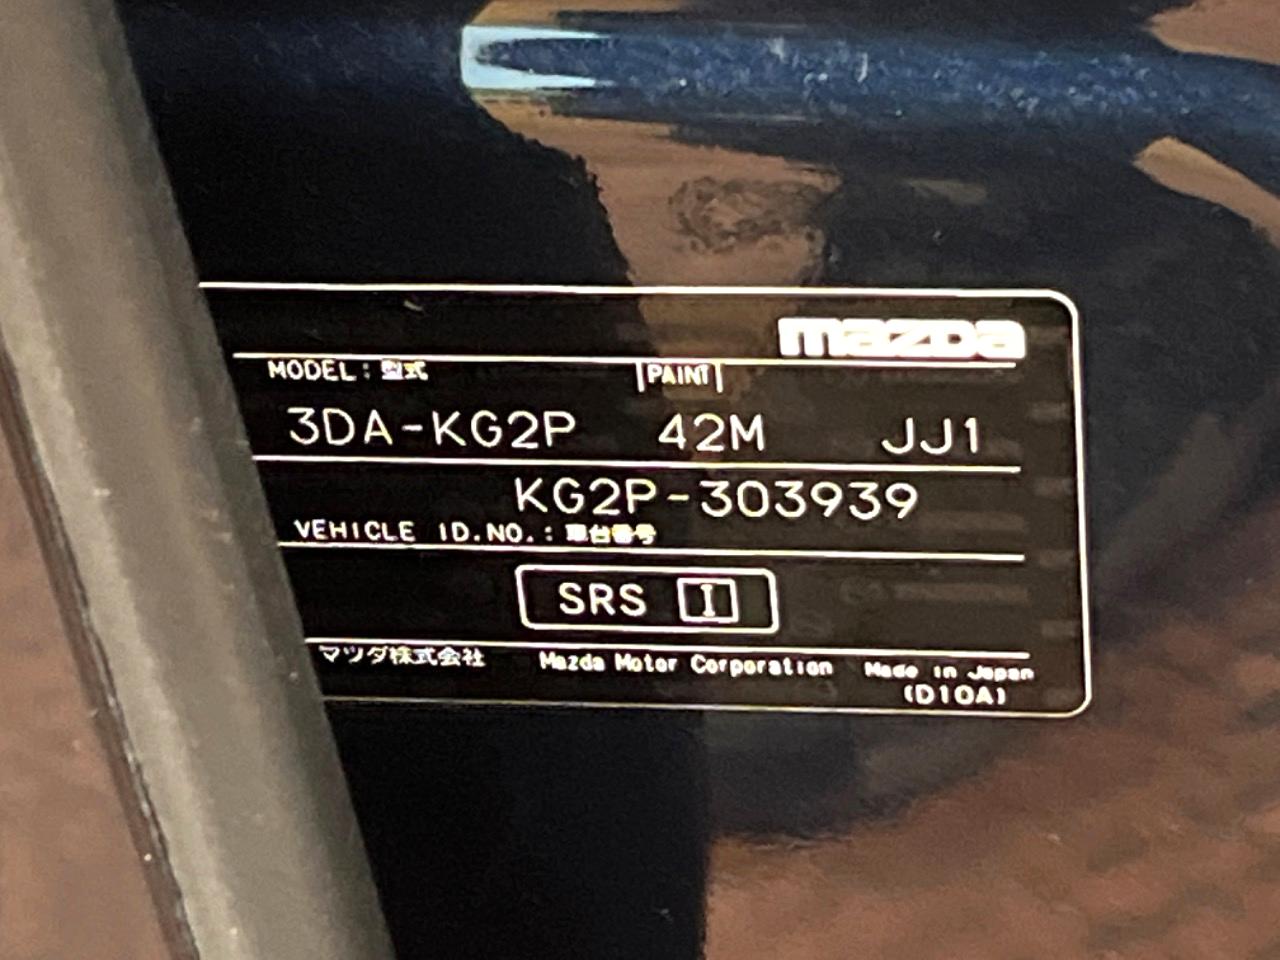 mazda
MODEL: 型式 PAINT
3DA-KG2P 42M JJ1
KG2P-303939
VEHICLE ID.NO.: 車台番号
SRS I
マツダ株式会社 Mazda Motor Corporation Made in Japan
(D10A)